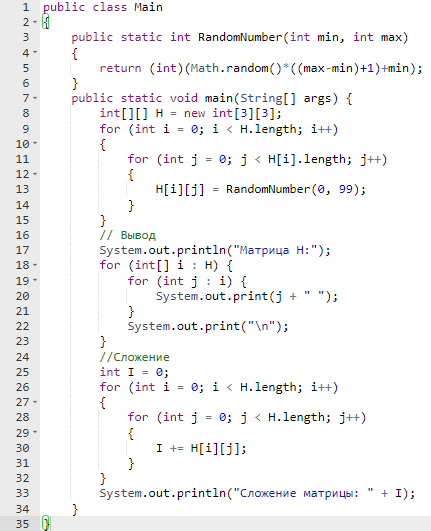 1 public class Main
2 {
3     public static int RandomNumber(int min, int max)
4     {
5         return (int)(Math.random()*((max-min)+1)+min);
6     }
7     public static void main(String[] args) {
8         int[][] H = new int[3][3];
9         for (int i = 0; i < H.length; i++)
10         {
11             for (int j = 0; j < H[i].length; j++)
12             {
13                 H[i][j] = RandomNumber(0, 99);
14             }
15         }
16         // Вывод
17         System.out.println("Матрица H:");
18         for (int[] i : H) {
19             for (int j : i) {
20                 System.out.print(j + " ");
21             }
22             System.out.print("\n");
23         }
24         //Сложение
25         int I = 0;
26         for (int i = 0; i < H.length; i++)
27         {
28             for (int j = 0; j < H.length; j++)
29             {
30                 I += H[i][j];
31             }
32         }
33         System.out.println("Сложение матрицы: " + I);
34     }
35 }